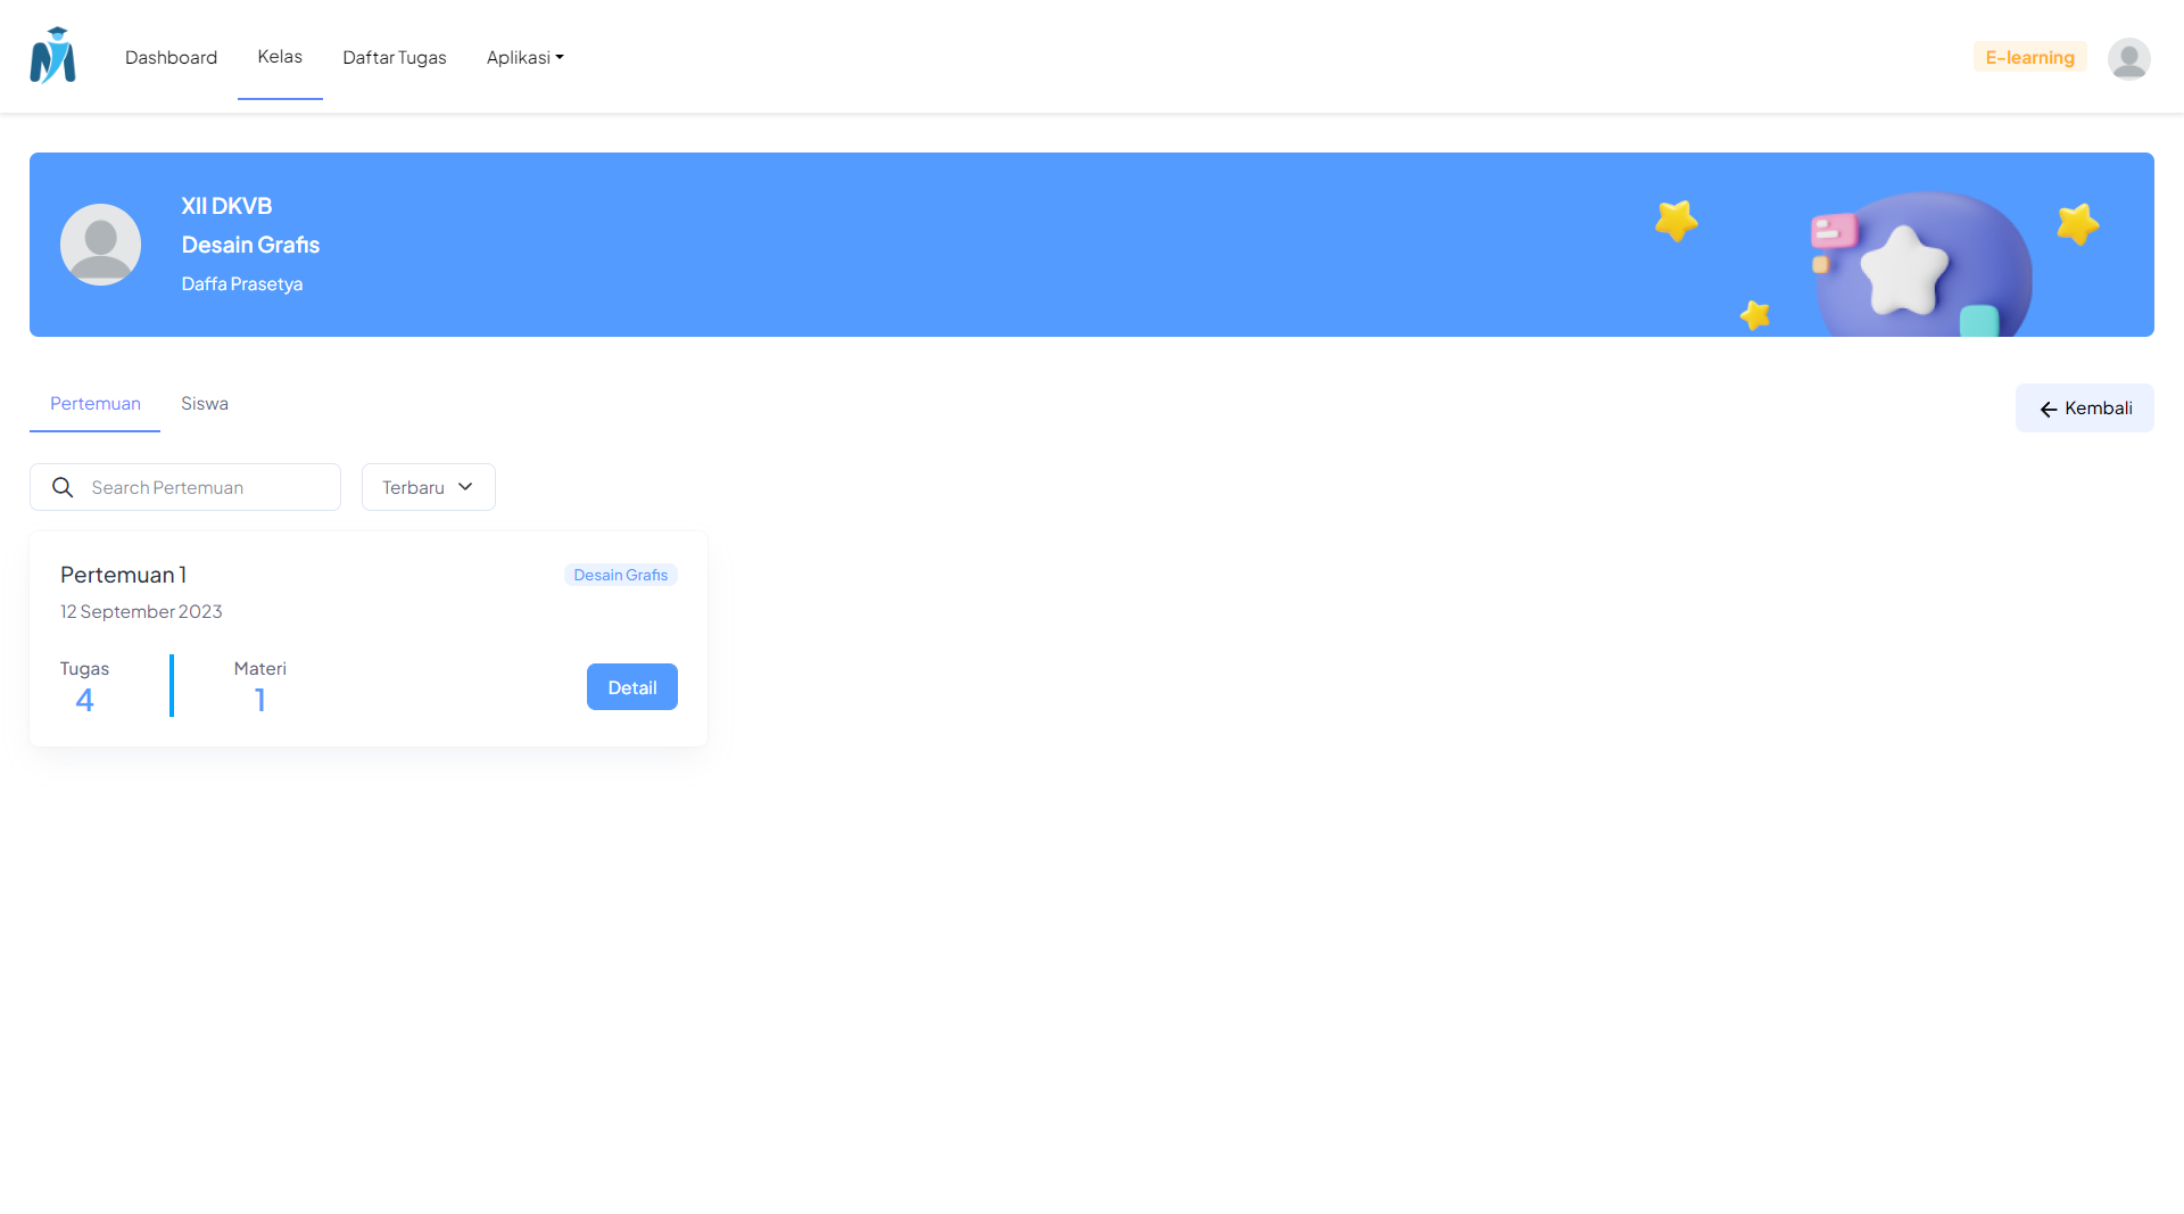 Dashboard Kelas Daftar Tugas Aplikasi E-learning
XII DKVB
Desain Grafis
Daffa Prasetya
Pertemuan Siswa Kembali
Search Pertemuan Terbaru
Pertemuan 1 Desain Grafis
12 September 2023
Tugas Materi
4 1
Detail